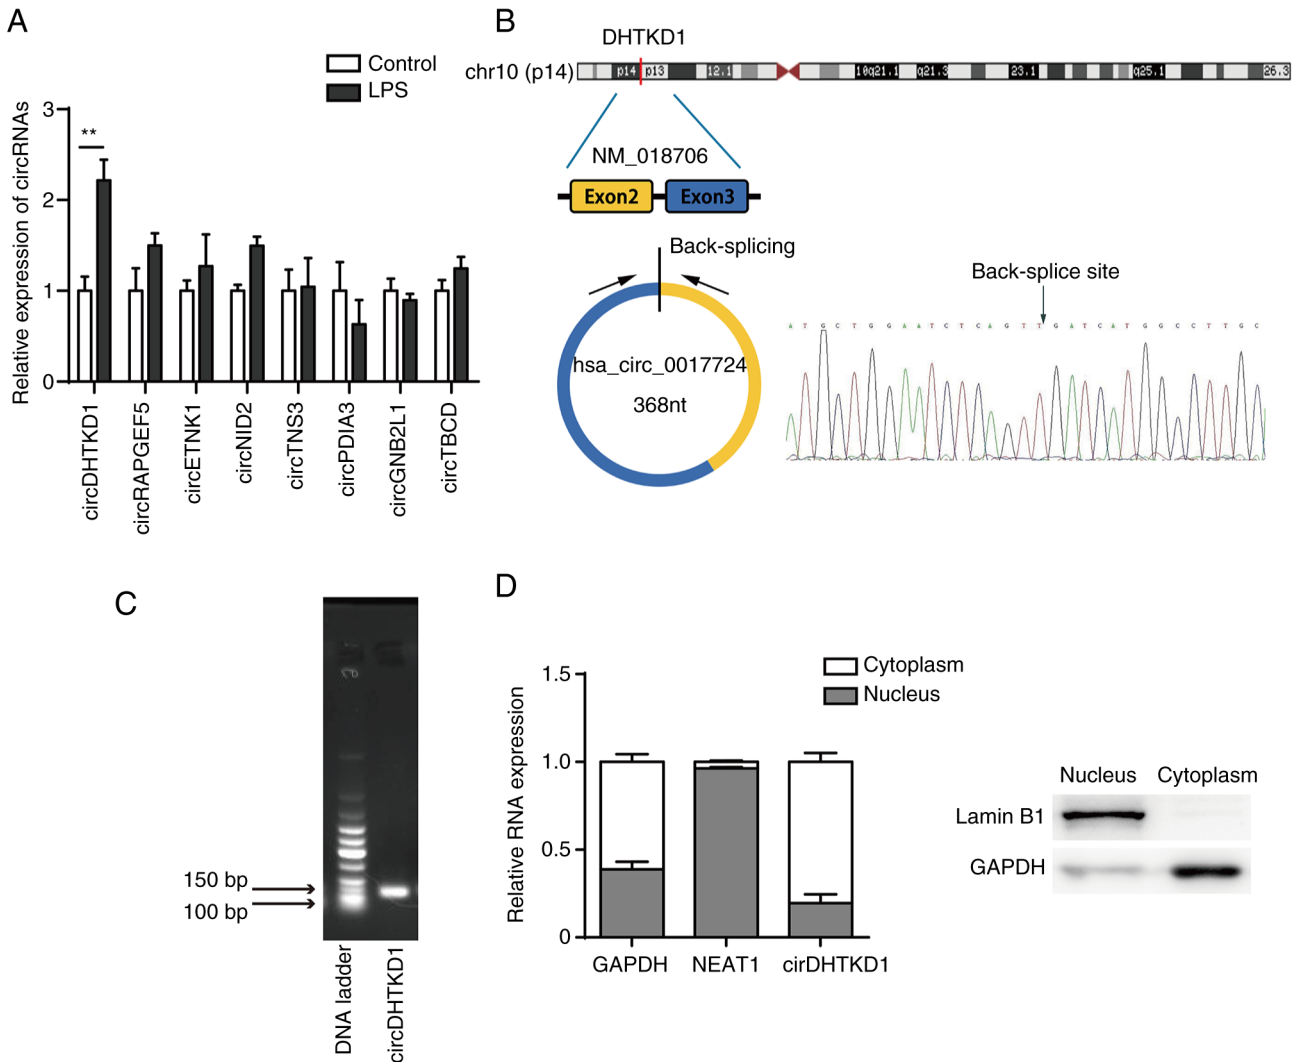 A
Control
LPS
Relative expression of circRNAs
3
2
1
0
**
circDHTKD1
circRAPGEF5
circETNK1
circNID2
circTNS3
circPDIA3
circGNB2L1
circTBCD
B
DHTKD1
chr10 (p14)
p14 p13 12.1 10q21.1 q21.3 23.1 q25.1 26.3
NM_018706
Exon2 Exon3
Back-splicing
hsa_circ_0017724
368nt
Back-splice site
A T G C T G G A A T C T C A G T T G A T C A T G G C C T T G C
C
150 bp
100 bp
DNA ladder
circDHTKD1
D
Cytoplasm
Nucleus
Relative RNA expression
1.5
1.0
0.5
0
GAPDH NEAT1 cirDHTKD1
Nucleus Cytoplasm
Lamin B1
GAPDH